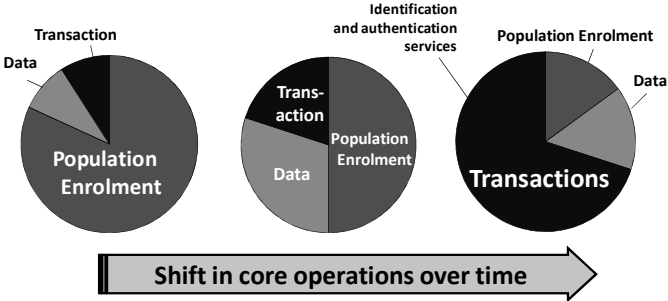 Transaction
Data
Population
Enrolment
Trans-
action
Population
Enrolment
Data
Identification
and authentication
services
Population Enrolment
Data
Transactions
Shift in core operations over time